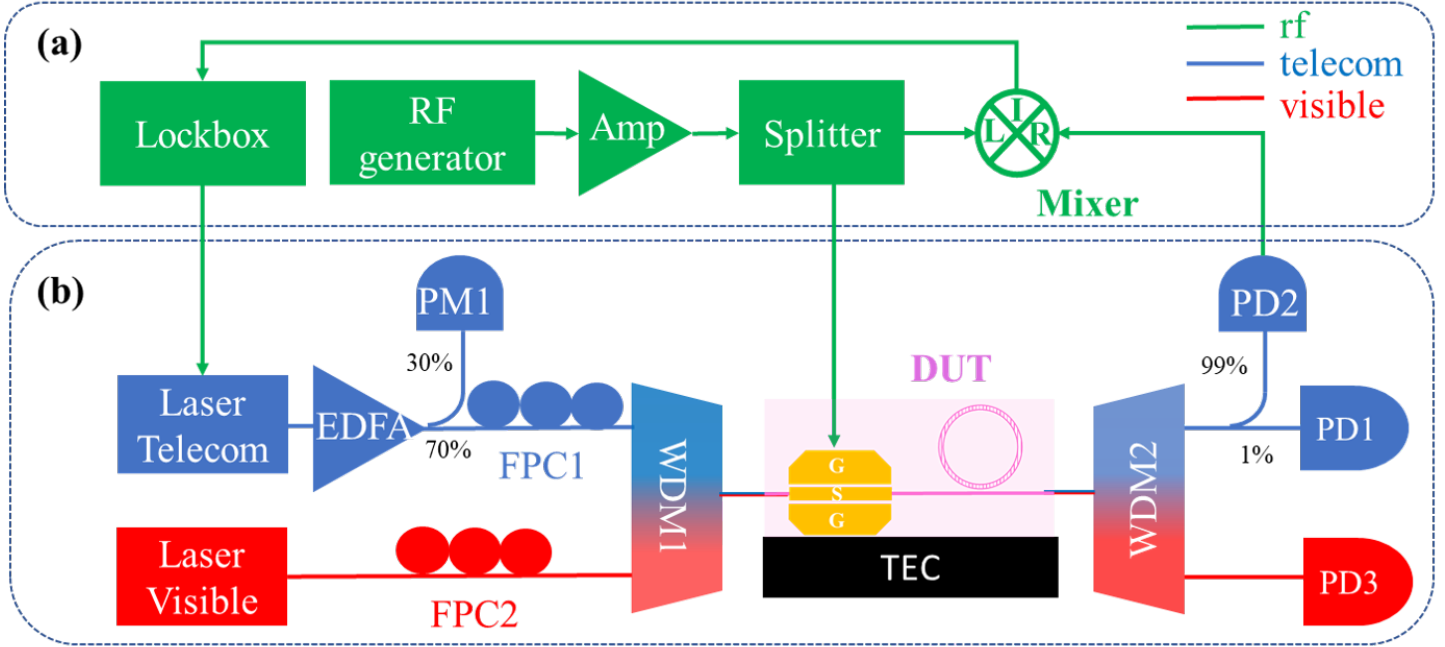 (a)
rf
telecom
visible
Lockbox
RF
generator
Amp
Splitter
I
L
R
Mixer
(b)
PM1
PD2
30%
99%
DUT
Laser
Telecom
EDFA
70%
FPC1
WDM1
G
S
G
WDM2
PD1
1%
Laser
Visible
FPC2
TEC
PD3